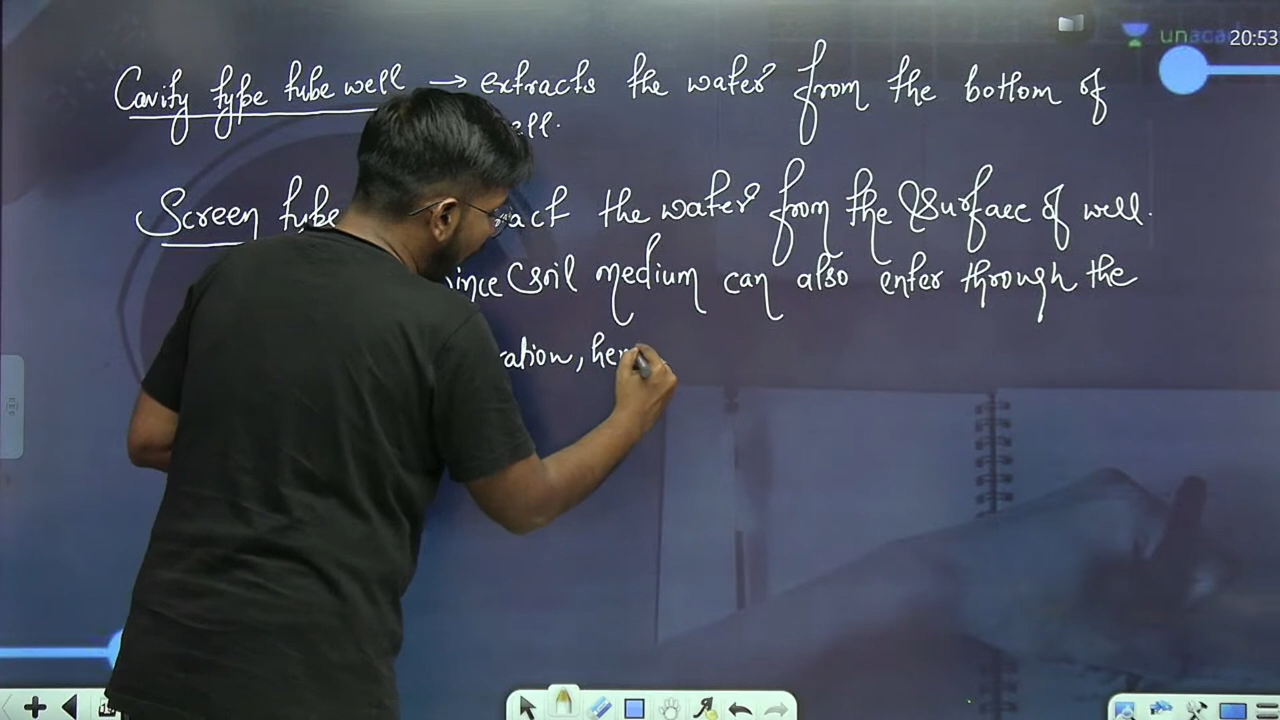 unaca
20:53
Cavity type tube well → extracts the water from the bottom of
ell.
Screen tube act the water from the surface of well.
ince soil medium can also enter through the
ration, hen